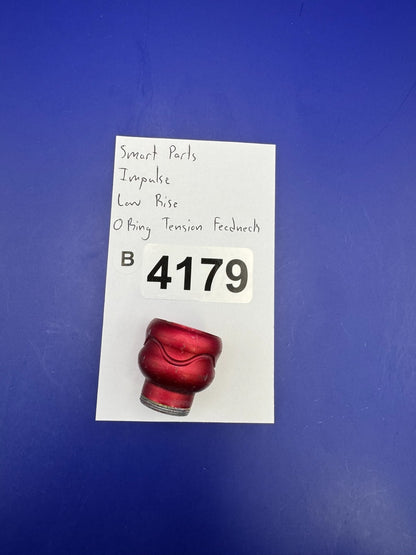 Smart Parts
Impulse
Low Rise
O Ring Tension Feedneck
B 4179